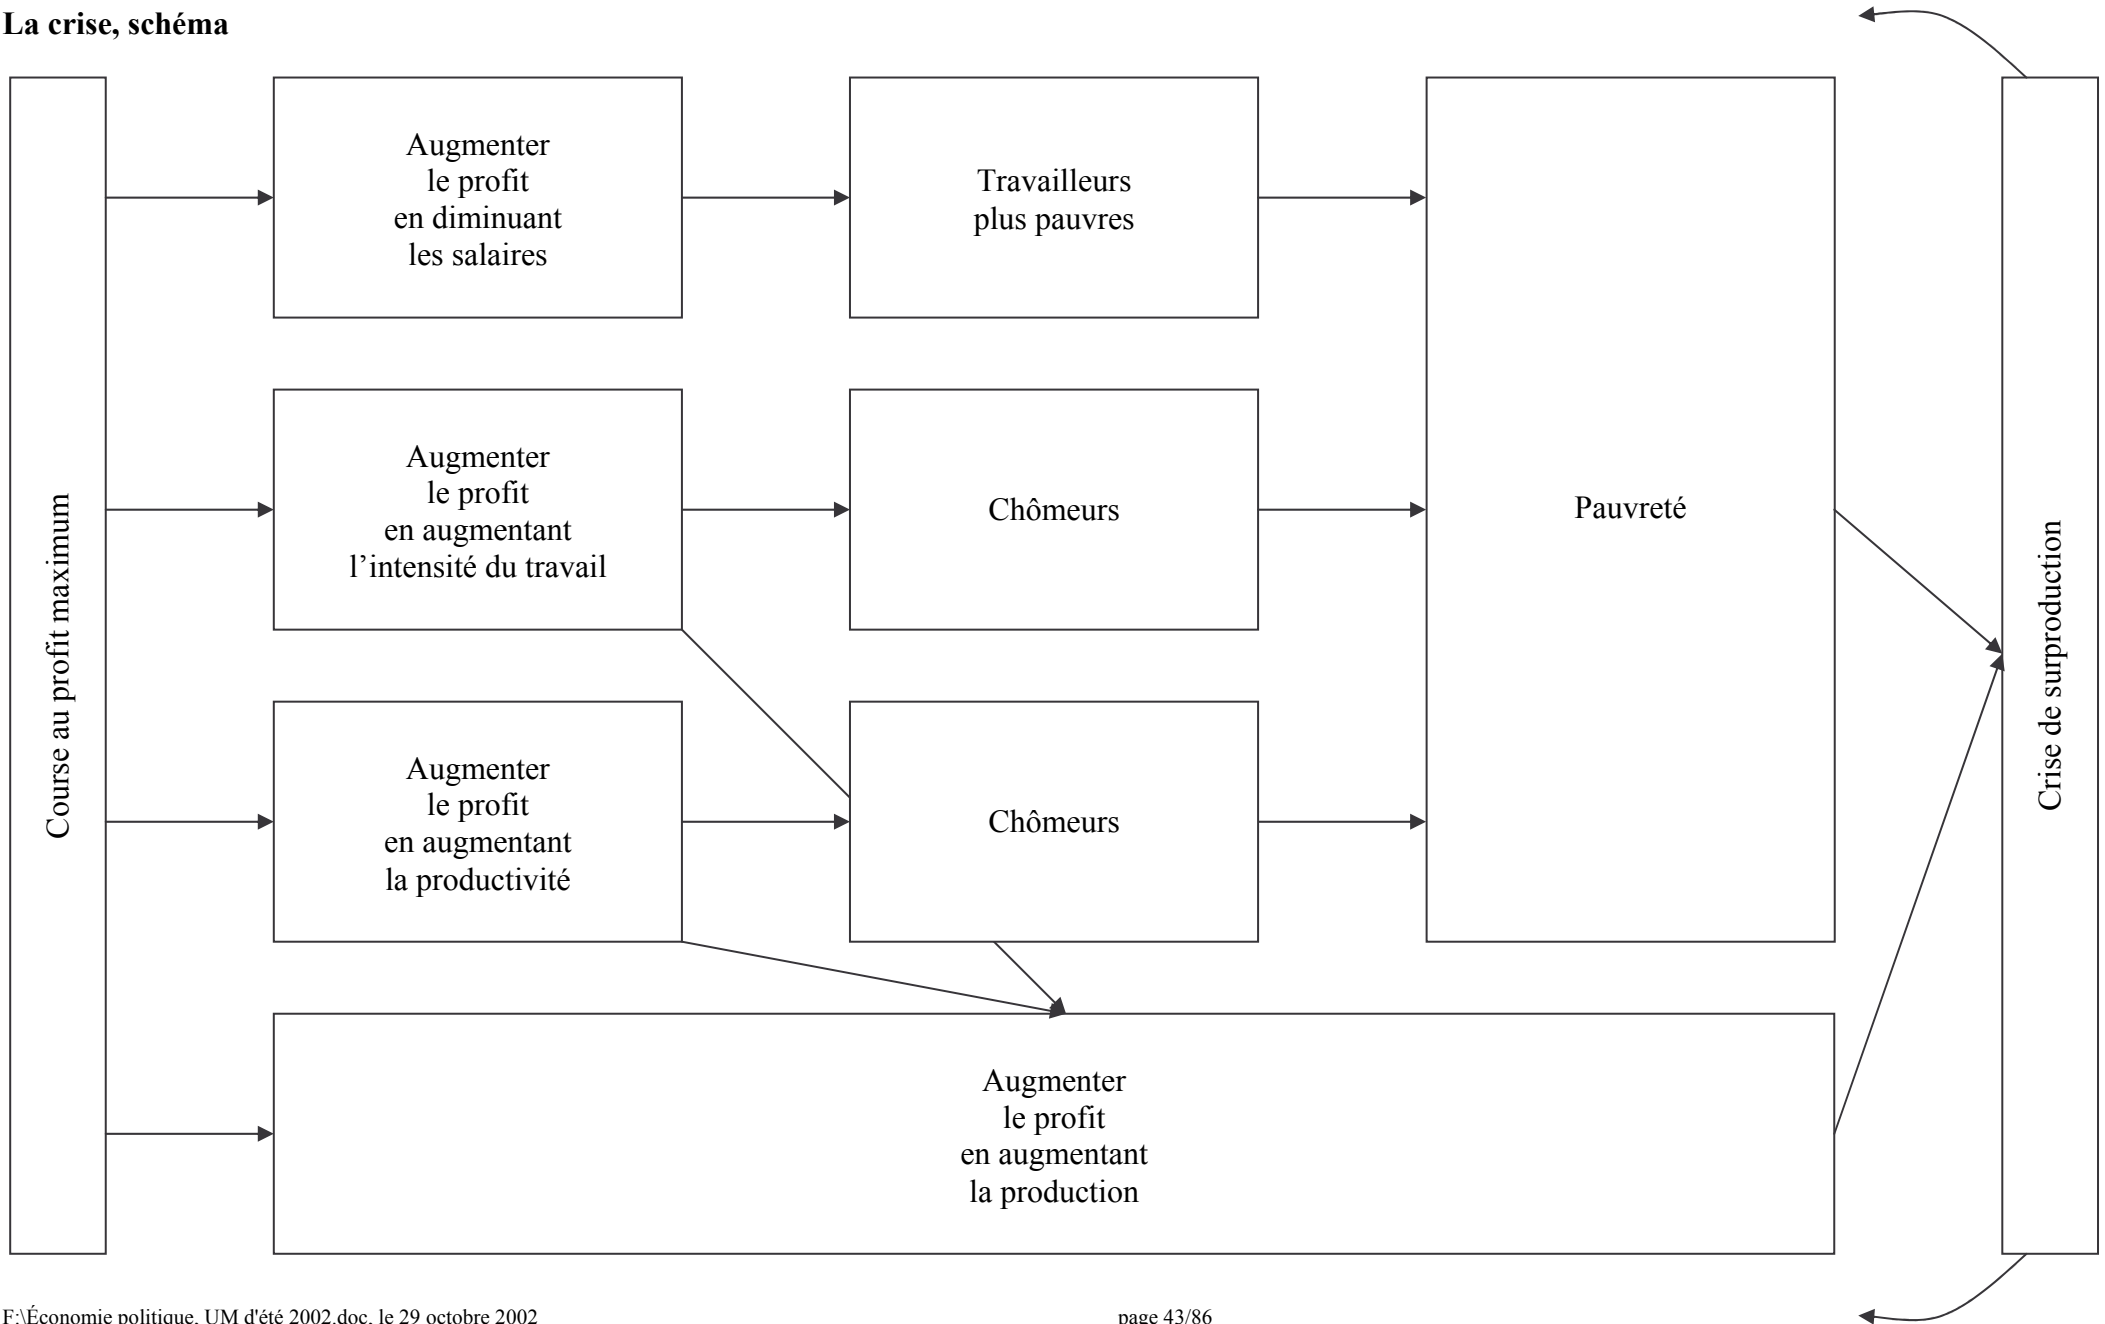 La crise, schéma
Course au profit maximum
Augmenter
le profit
en diminuant
les salaires
Travailleurs
plus pauvres
Augmenter
le profit
en augmentant
l’intensité du travail
Chômeurs
Pauvreté
Augmenter
le profit
en augmentant
la productivité
Chômeurs
Augmenter
le profit
en augmentant
la production
Crise de surproduction
F:\Économie politique, UM d'été 2002.doc, le 29 octobre 2002
page 43/86